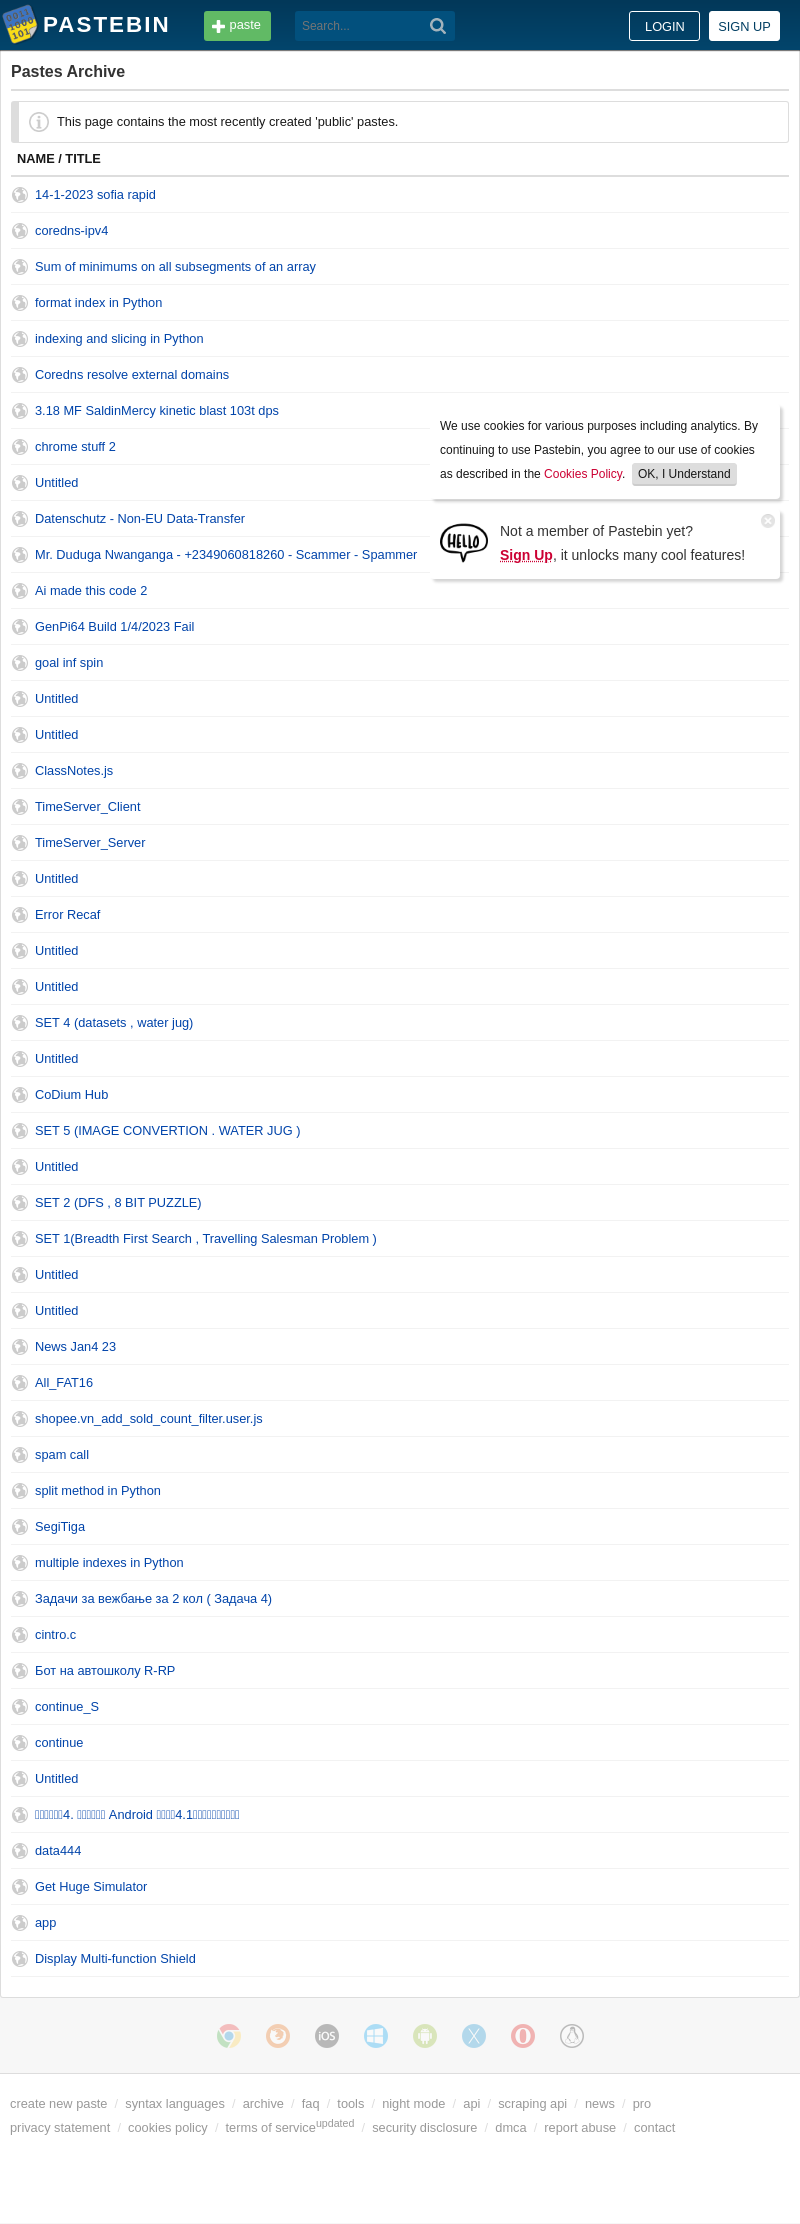 PASTEBIN
paste
Search...
LOGIN
SIGN UP
Pastes Archive
This page contains the most recently created 'public' pastes.
NAME / TITLE
14-1-2023 sofia rapid
coredns-ipv4
Sum of minimums on all subsegments of an array
format index in Python
indexing and slicing in Python
Coredns resolve external domains
3.18 MF SaldinMercy kinetic blast 103t dps
chrome stuff 2
Untitled
Datenschutz - Non-EU Data-Transfer
Mr. Duduga Nwanganga - +2349060818260 - Scammer - Spammer
We use cookies for various purposes including analytics. By
continuing to use Pastebin, you agree to our use of cookies
as described in the Cookies Policy. OK, I Understand
HELLO
Not a member of Pastebin yet?
Sign Up, it unlocks many cool features!
Ai made this code 2
GenPi64 Build 1/4/2023 Fail
goal inf spin
Untitled
Untitled
ClassNotes.js
TimeServer_Client
TimeServer_Server
Untitled
Error Recaf
Untitled
Untitled
SET 4 (datasets , water jug)
Untitled
CoDium Hub
SET 5 (IMAGE CONVERTION . WATER JUG )
Untitled
SET 2 (DFS , 8 BIT PUZZLE)
SET 1(Breadth First Search , Travelling Salesman Problem )
Untitled
Untitled
News Jan4 23
All_FAT16
shopee.vn_add_sold_count_filter.user.js
spam call
split method in Python
SegiTiga
multiple indexes in Python
Задачи за вежбање за 2 кол ( Задача 4)
cintro.c
Бот на автошколу R-RP
continue_S
continue
Untitled
4. Android 4.1
data444
Get Huge Simulator
app
Display Multi-function Shield
iOS
create new paste / syntax languages / archive / faq / tools / night mode / api / scraping api / news / pro
privacy statement / cookies policy / terms of serviceupdated / security disclosure / dmca / report abuse / contact